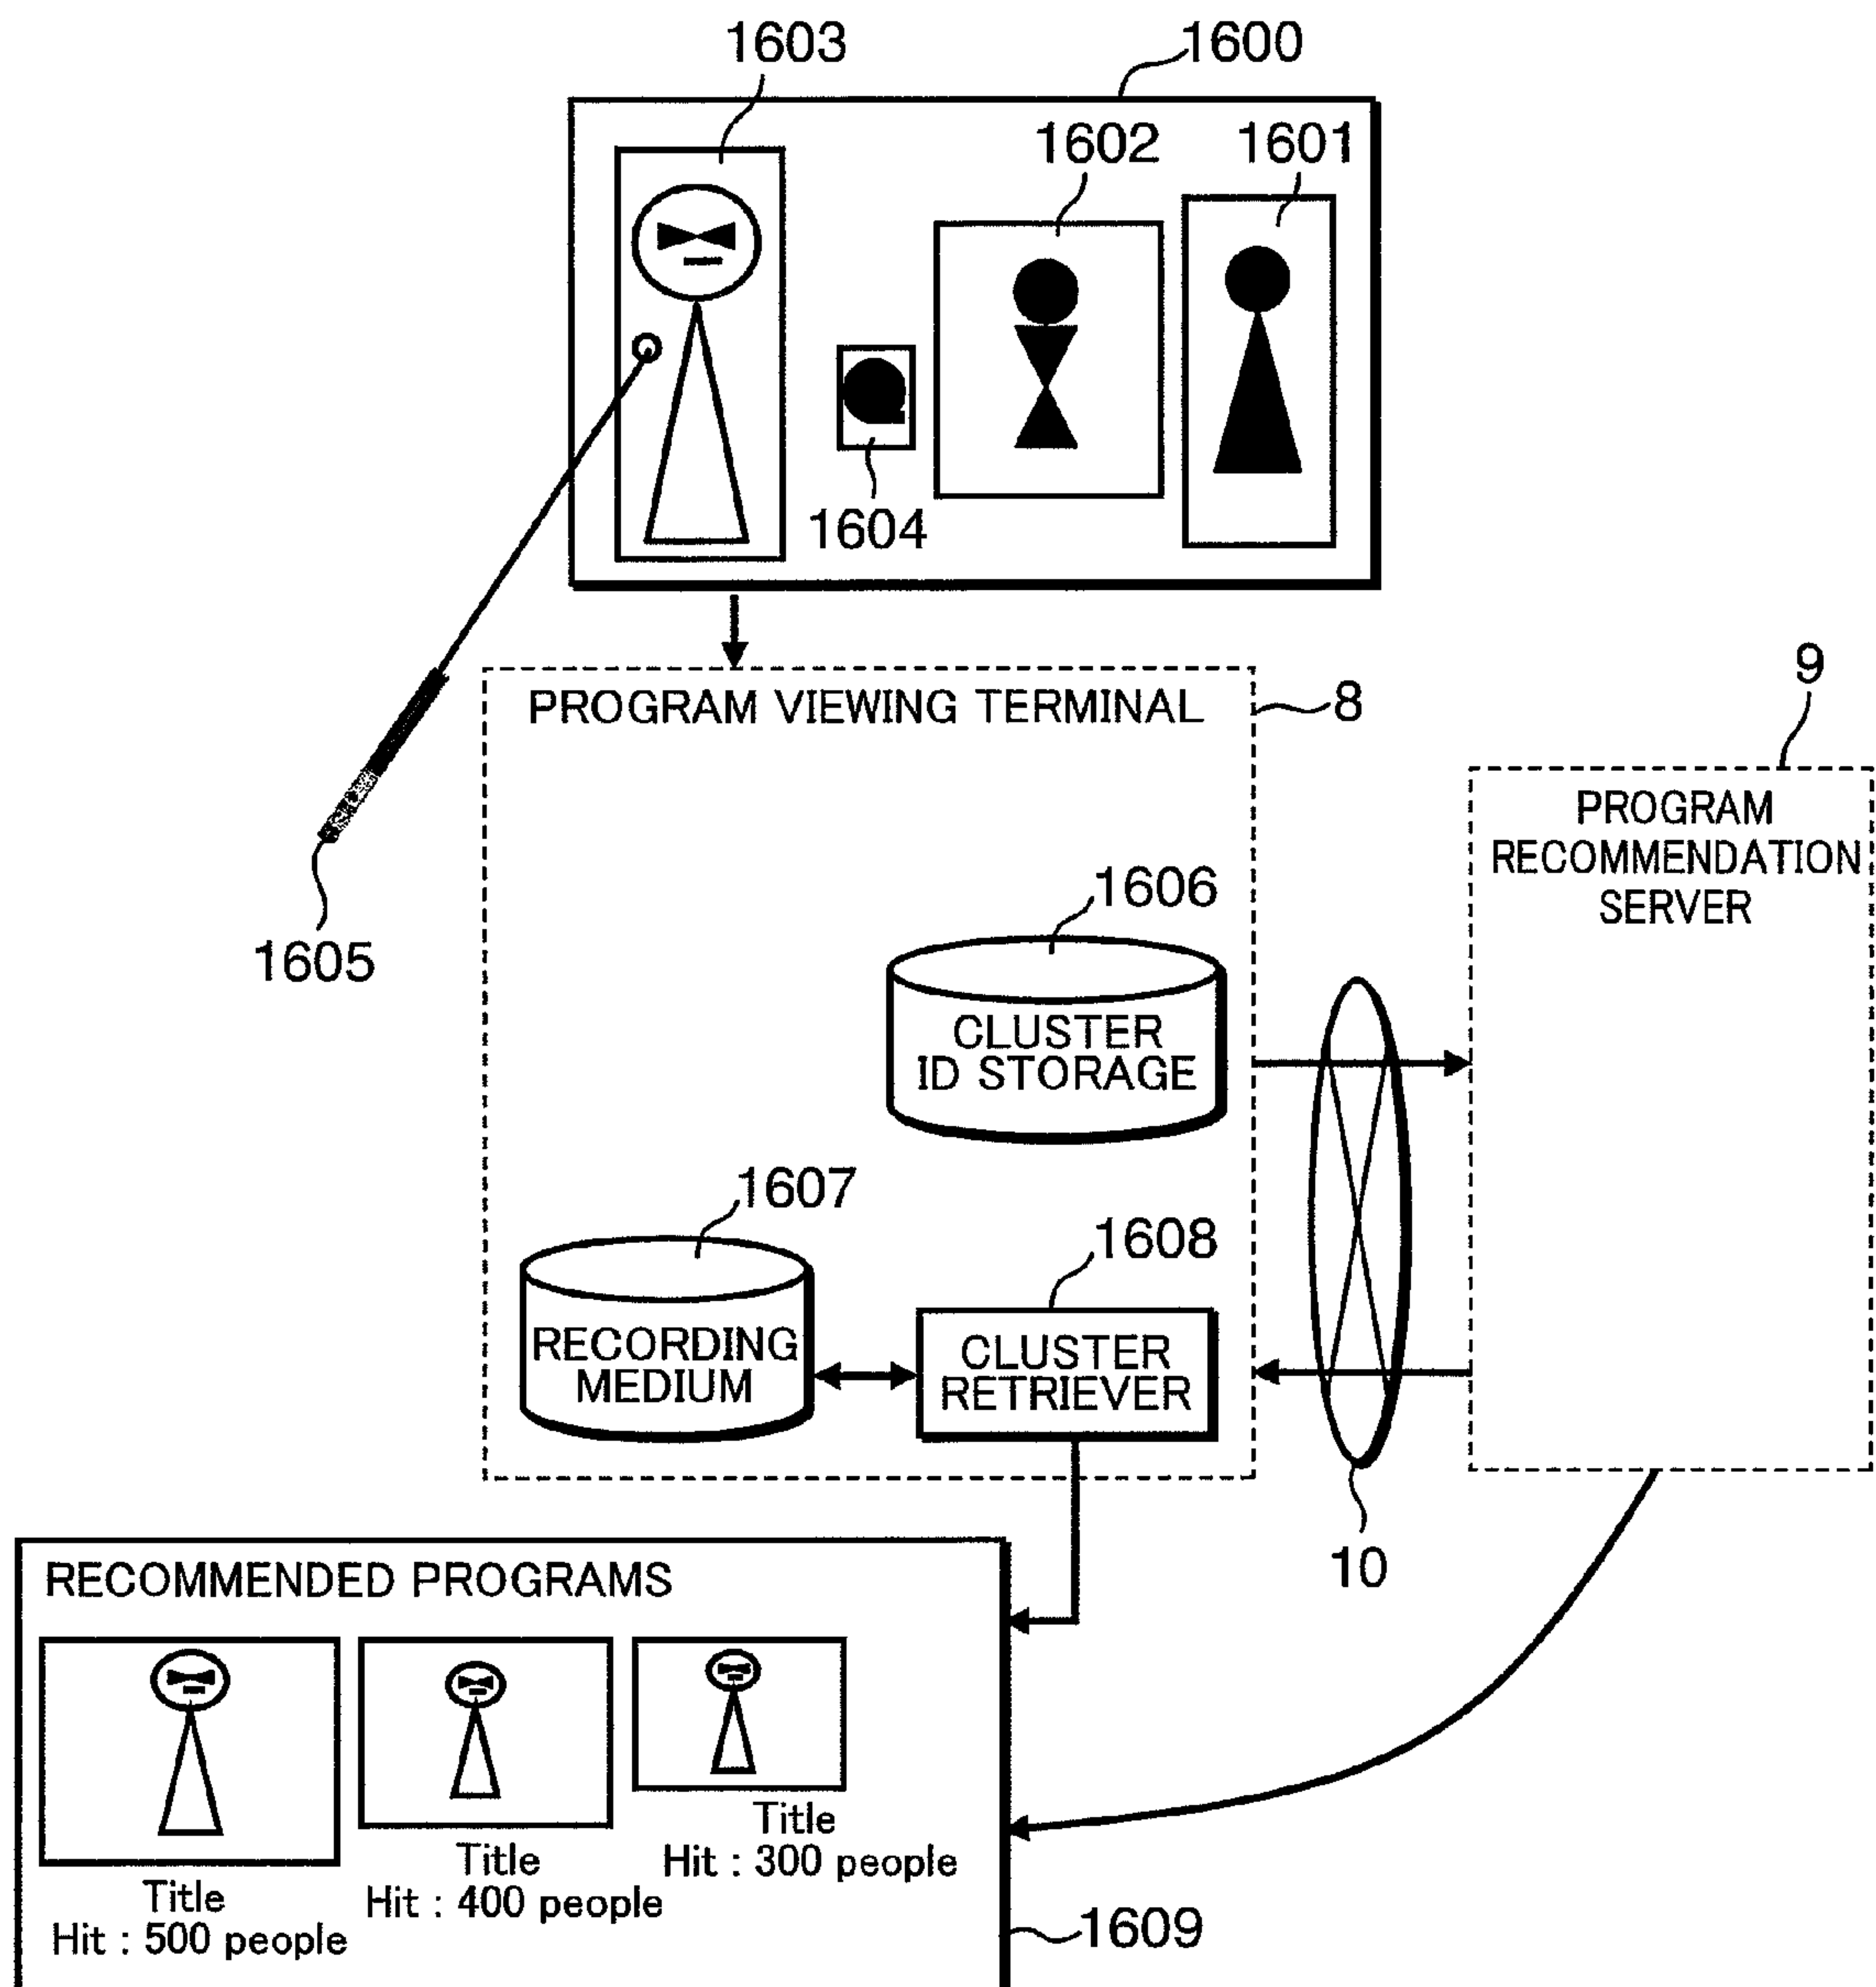 1603
1600
1602
1601
1604
1605
PROGRAM VIEWING TERMINAL
8
9
PROGRAM
RECOMMENDATION
SERVER
1606
CLUSTER
ID STORAGE
1607
1608
RECORDING
MEDIUM
CLUSTER
RETRIEVER
10
RECOMMENDED PROGRAMS
Title
Hit : 500 people
Title
Hit : 400 people
Title
Hit : 300 people
1609